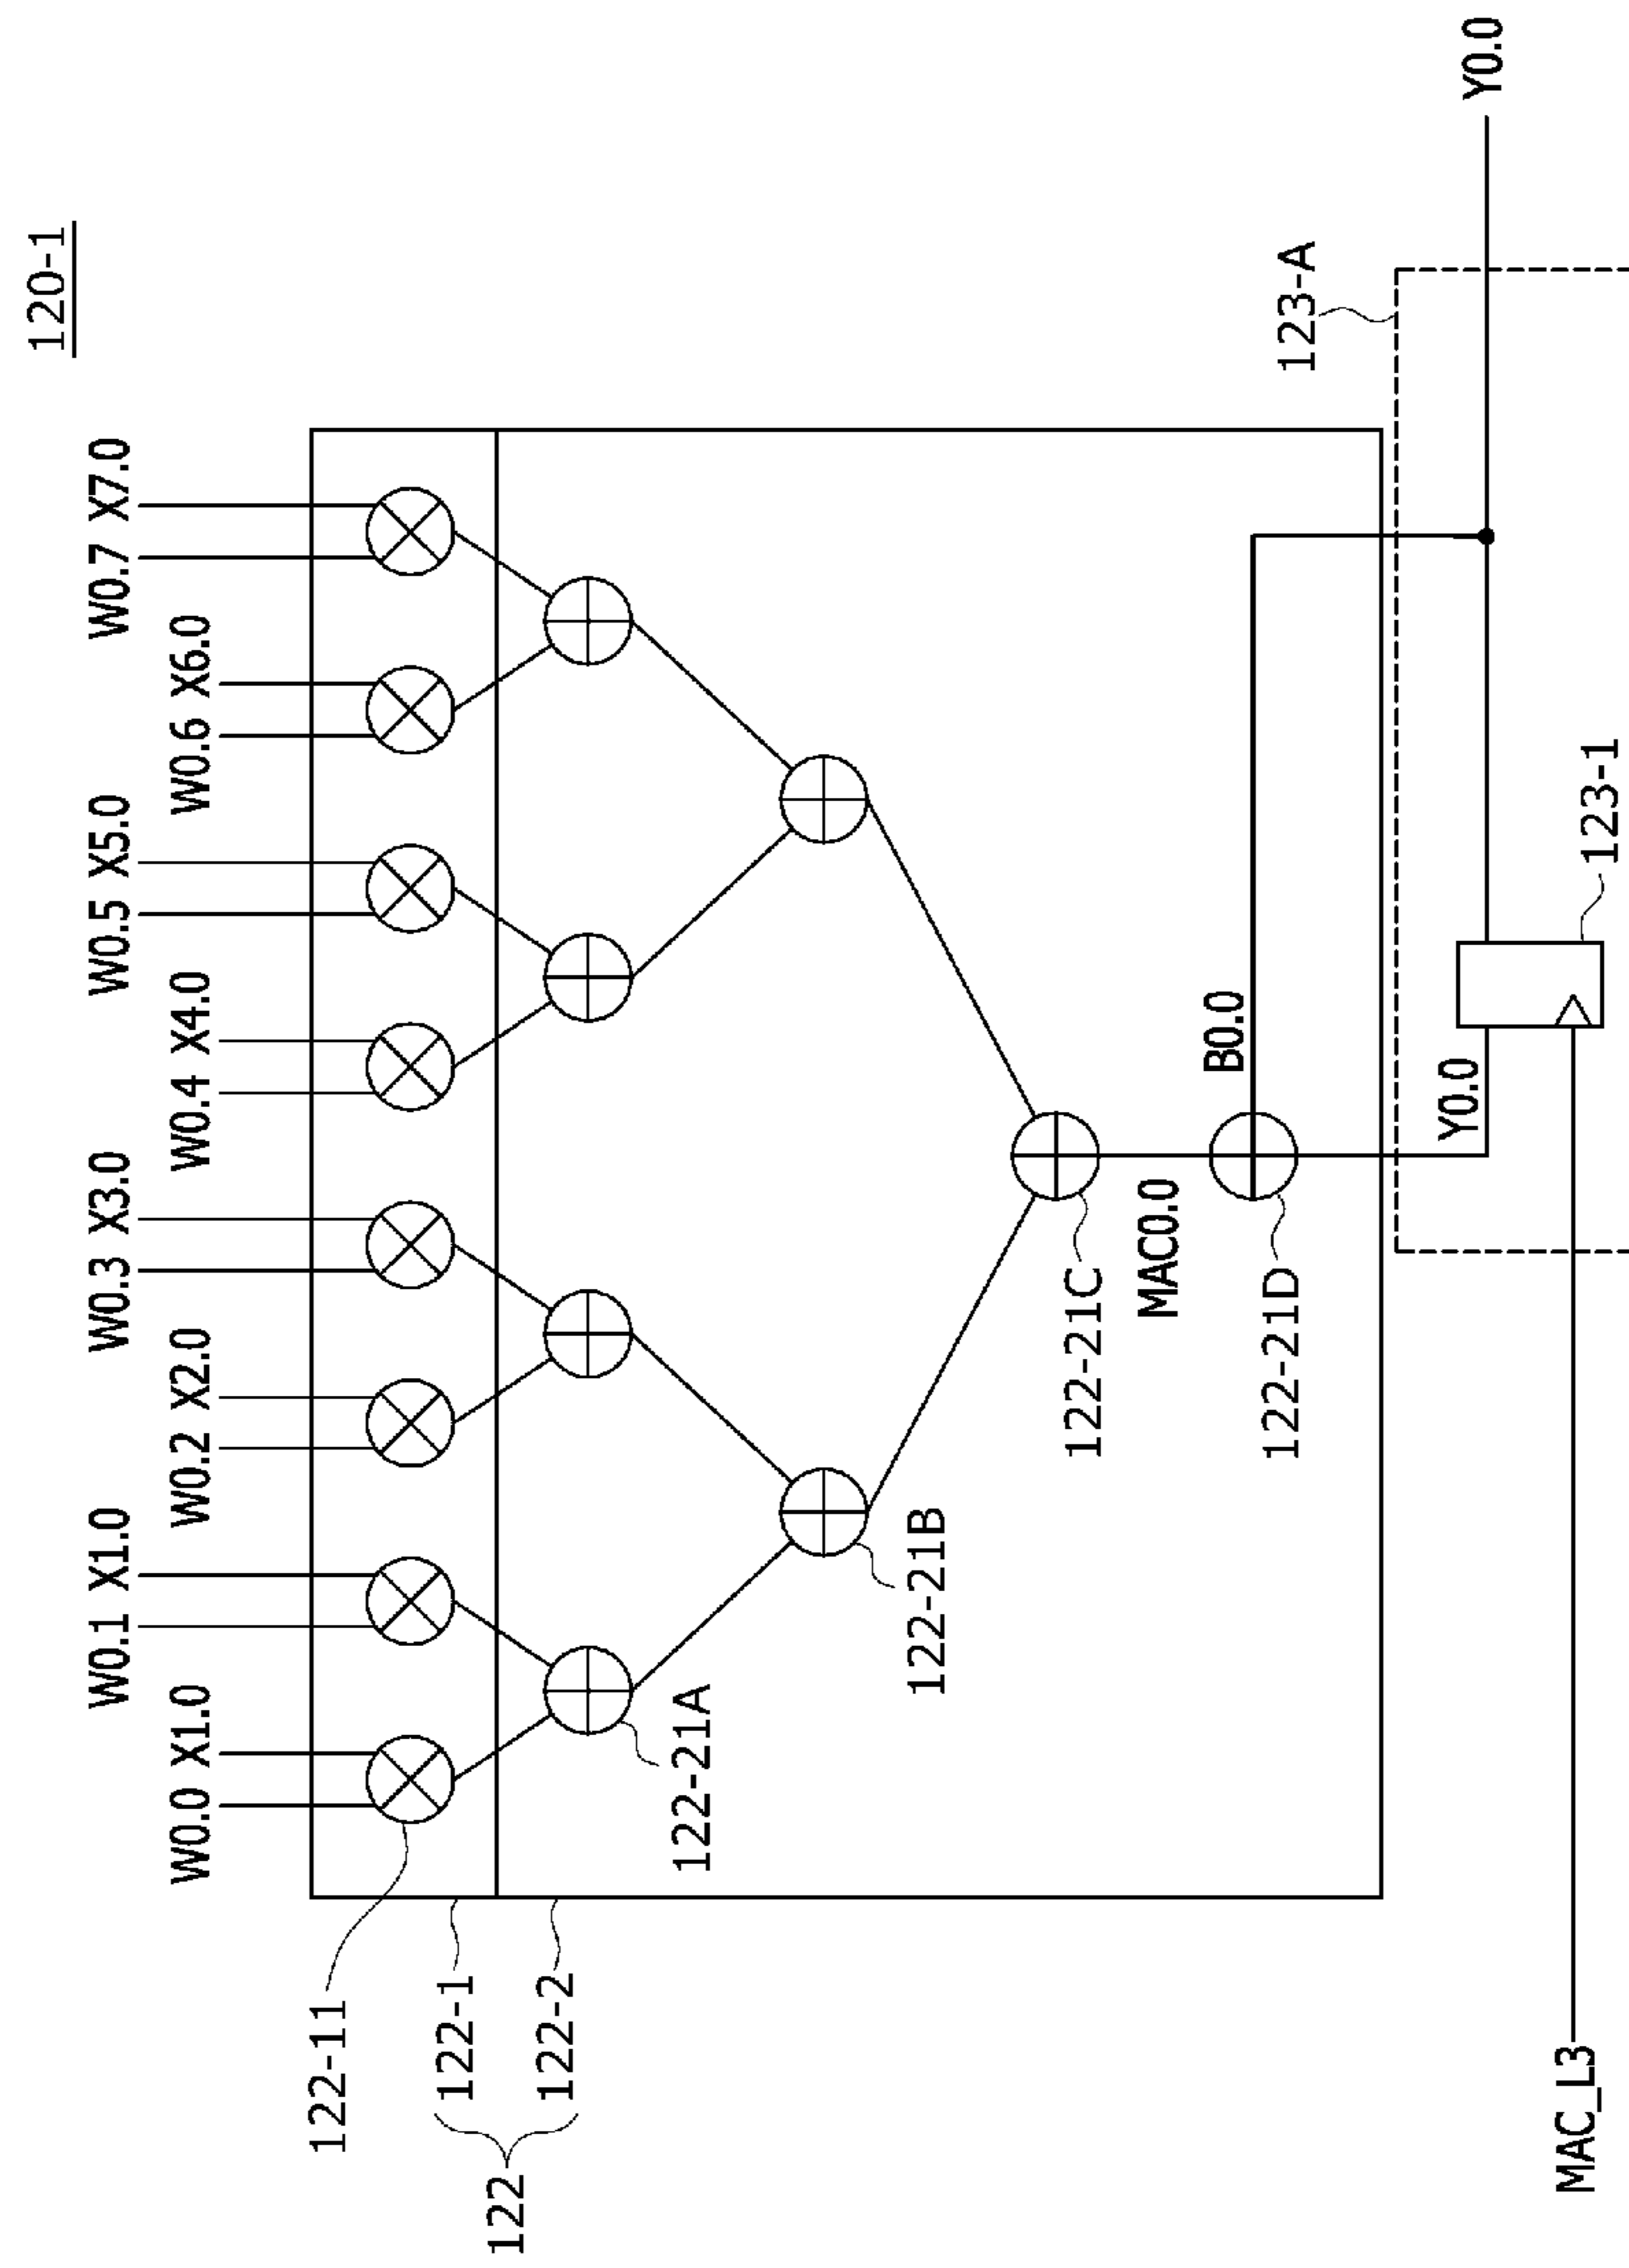 120-1
W0.1 X1.0
W0.3 X3.0
W0.5 X5.0
W0.7 X7.0
W0.0 X1.0
W0.2 X2.0
W0.4 X4.0
W0.6 X6.0
122-11
122-1
122-2
122
122-21A
122-21B
122-21C
MAC0.0
B0.0
122-21D
123-A
Y0.0
Y0.0
MAC_L3
123-1